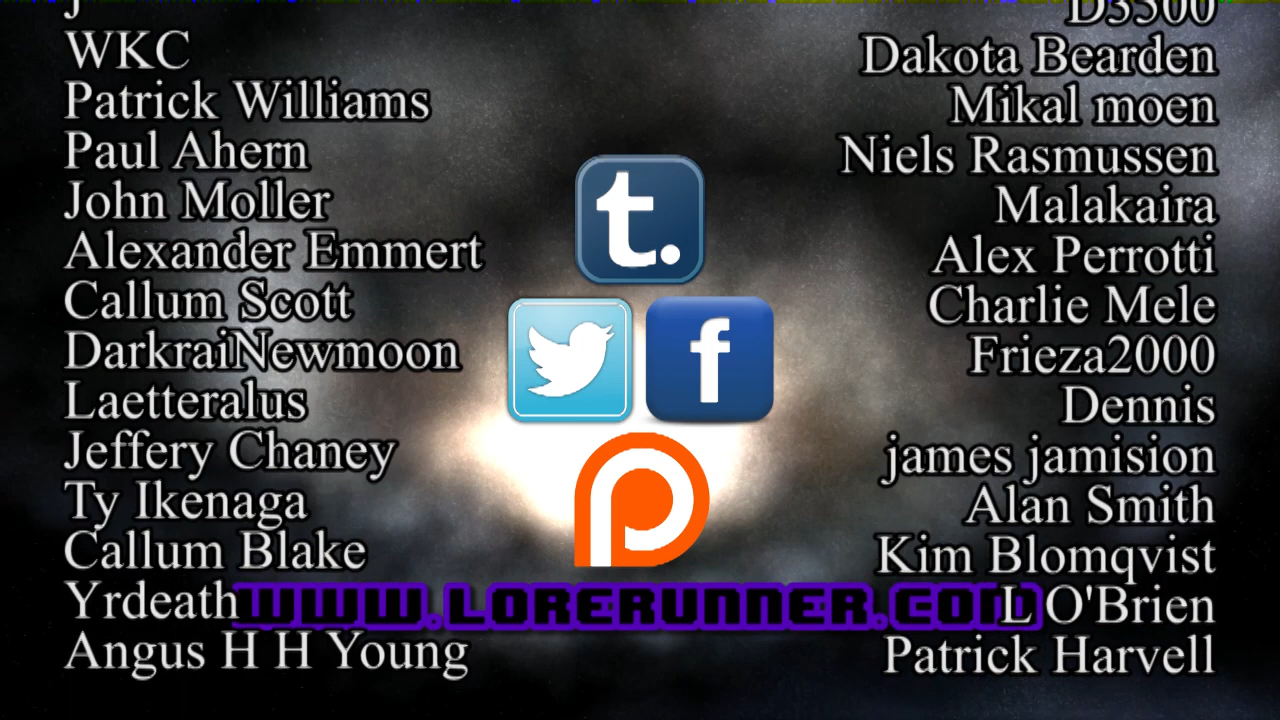 J
WKC
Patrick Williams
Paul Ahern
John Moller
Alexander Emmert
Callum Scott
DarkraiNewmoon
Laetteralus
Jeffery Chaney
Ty Ikenaga
Callum Blake
Yrdeath
Angus H H Young
t.
f
www.LORERUNNER.COM
D3500
Dakota Bearden
Mikal moen
Niels Rasmussen
Malakaira
Alex Perrotti
Charlie Mele
Frieza2000
Dennis
james jamision
Alan Smith
Kim Blomqvist
L O'Brien
Patrick Harvell